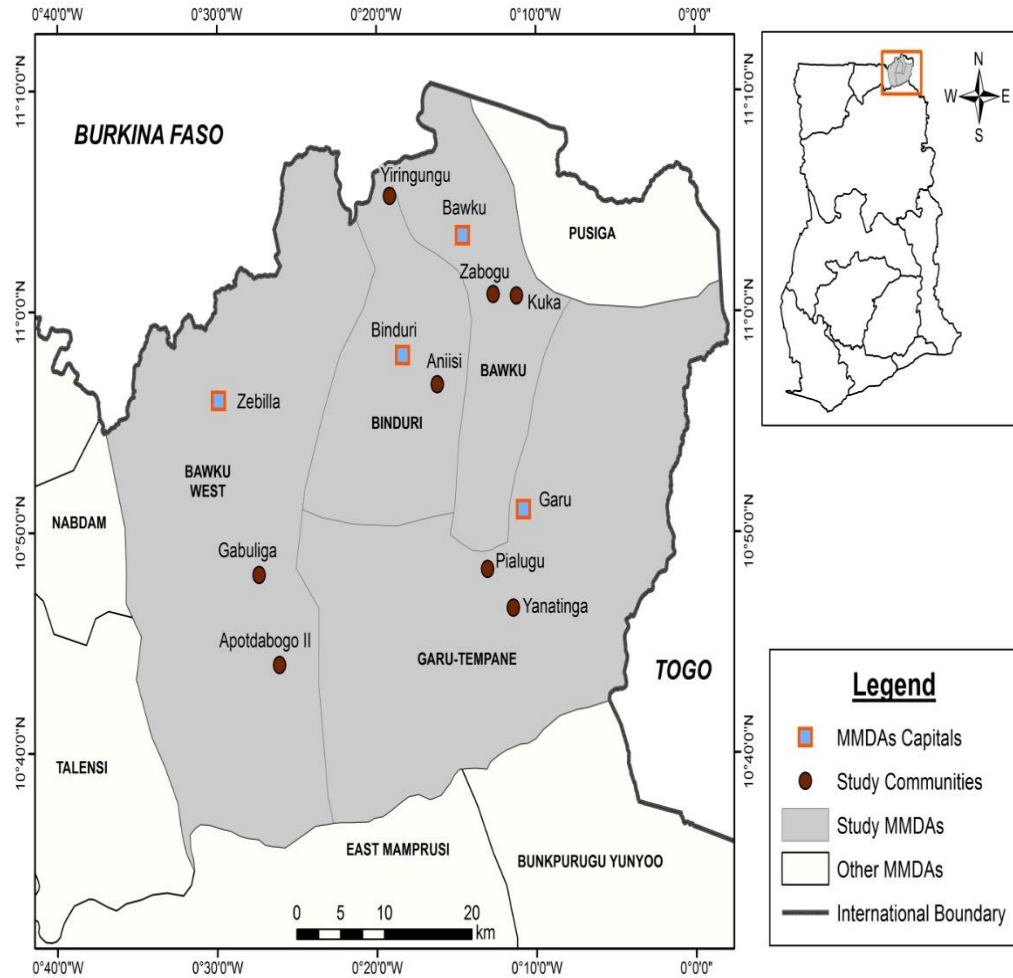 0°40'0"W
0°30'0"W
0°20'0"W
0°10'0"W
0°0'0"
11°10'0"N
11°10'0"N
BURKINA FASO
Yiringungu
Bawku
PUSIGA
Zabogu
Kuka
11°0'0"N
11°0'0"N
Binduri
Aniisi
BAWKU
Zebilla
BINDURI
BAWKU
WEST
Garu
NABDAM
10°50'0"N
10°50'0"N
Gabuliga
Pialugu
Yanatinga
Apotdabogo II
GARU-TEMPANE
TOGO
10°40'0"N
10°40'0"N
TALENSI
EAST MAMPRUSI
BUNKPURUGU YUNYOO
0 5 10 20
km
0°40'0"W
0°30'0"W
0°20'0"W
0°10'0"W
0°0'0"
N
W E
S
Legend
MMDAs Capitals
Study Communities
Study MMDAs
Other MMDAs
International Boundary